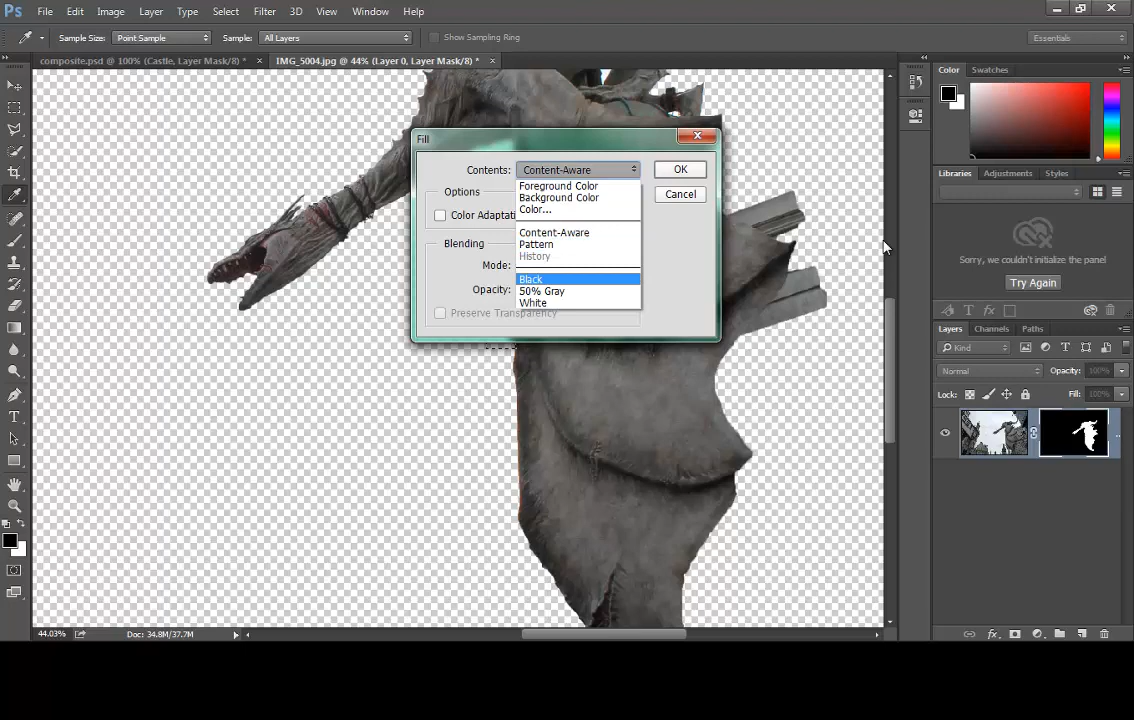 Ps File Edit Image Layer Type Select Filter 3D View Window Help
Sample Size: Point Sample Sample: All Layers Show Sampling Ring Essentials
composite.psd @ 100% (Castle, Layer Mask/8) * × IMG_5004.jpg @ 44% (Layer 0, Layer Mask/8) * ×
Color Swatches
Fill
Contents: Content-Aware OK
Foreground Color
Background Color
Color...
Content-Aware
Pattern
History
Black
50% Gray
White
Cancel
Options
Color Adaptati
Blending
Mode:
Opacity:
Preserve Transparency
Libraries Adjustments Styles
Oops, we couldn't initialize the panel
Try Again
Layers Channels Paths
Kind
Normal Opacity: 100%
Lock: Fill: 100%
44.03% Doc: 34.8M/37.7M